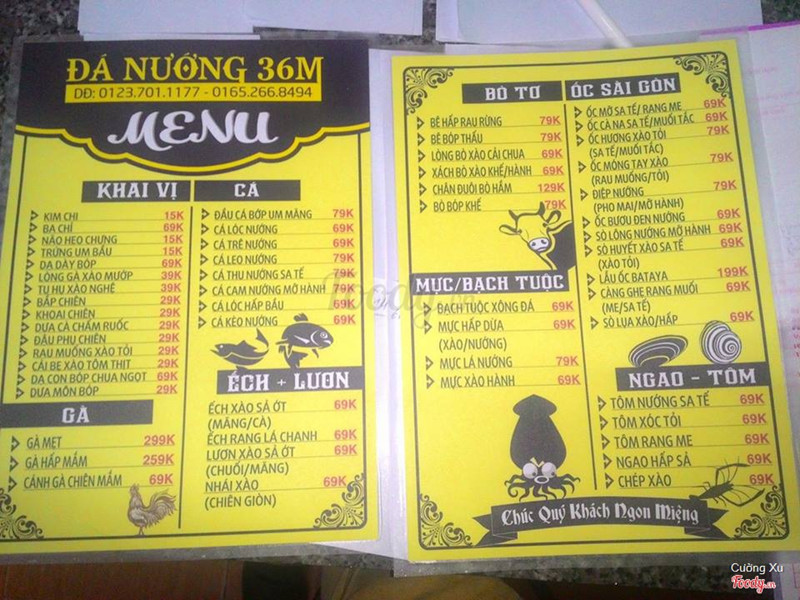 ĐÁ NƯỚNG 36M
DĐ: 0123.701.1177 - 0165.266.8494
MENU
KHAI VỊ
KIM CHI 15K
BA CHỈ 69K
NÃO HEO CHƯNG 15K
TRỨNG UM BẦU 15K
DẠ DÀY BÓP 69K
LÒNG GÀ XÀO MƯỚP 39K
TỤ HU XÀO NGHỆ 39K
BẮP CHIÊN 29K
KHOAI CHIÊN 29K
DƯA CÀ CHẤM RUỐC 29K
ĐẬU PHỤ CHIÊN 29K
RAU MUỐNG XÀO TỎI 29K
CẢI BẸ XÀO TÓM THỊT 29K
DA CON BÓP CHUA NGỌT 69K
DƯA MÔN BÓP 29K
GÀ
GÀ MẸT 299K
GÀ HẤP MẮM 259K
CÁNH GÀ CHIÊN MẮM 69K
CÁ
ĐẦU CÁ BỚP UM MĂNG 79K
CÁ LÓC NƯỚNG 69K
CÁ TRÊ NƯỚNG 69K
CÁ LEO NƯỚNG 79K
CÁ THU NƯỚNG SA TẾ 79K
CÁ CAM NƯỚNG MỠ HÀNH 79K
CÁ LÓC HẤP BẦU 69K
CÁ KÈO NƯỚNG 69K
ẾCH + LƯƠN
ẾCH XÀO SẢ ỚT 69K
(MĂNG/CÀ)
ẾCH RANG LÁ CHANH 69K
LƯƠN XÀO SẢ ỚT 69K
(CHUỐI/MĂNG)
NHÁI XÀO 69K
(CHIÊN GIÒN)
BÒ TƠ
BÊ HẤP RAU RỪNG 79K
BÊ BÓP THẤU 79K
LÒNG BÒ XÀO CẢI CHUA 69K
XÁCH BÒ XÀO KHẾ/HÀNH 69K
CHÂN ĐUÔI BÒ HẦM 129K
BÒ BÓP KHẾ 79K
MỰC/BẠCH TUỘC
BẠCH TUỘC XÔNG ĐÁ 69K
MỰC HẤP DỪA 69K
(XÀO/NƯỚNG)
MỰC LÁ NƯỚNG 79K
MỰC XÀO HÀNH 69K
ỐC SÀI GÒN
ỐC MỠ SA TẾ/ RANG ME 69K
ỐC CÀ NA SA TẾ/MUỐI TẮC 69K
ỐC HƯƠNG XÀO TỎI 79K
(SA TẾ/MUỐI TẮC)
ỐC MÓNG TAY XÀO 79K
(RAU MUỐNG/TỎI)
ĐIỆP NƯỚNG 79K
(PHO MAI/MỠ HÀNH)
ỐC BƯƠU ĐEN NƯỚNG 69K
SÒ LÔNG NƯỚNG MỠ HÀNH 69K
SÒ HUYẾT XÀO SA TẾ 69K
(XÀO TỎI)
LẨU ỐC BATAYA 199K
CÀNG GHẸ RANG MUỐI 69K
(ME/SA TẾ)
SÒ LỤA XÀO/HẤP 69K
NGAO - TÔM
TÔM NƯỚNG SA TẾ 69K
TÔM XÓC TỎI 69K
TÔM RANG ME 69K
NGAO HẤP SẢ 69K
CHÉP XÀO 69K
Chúc Quý Khách Ngon Miệng
Foody.vn
Cường Xu
Foody.vn